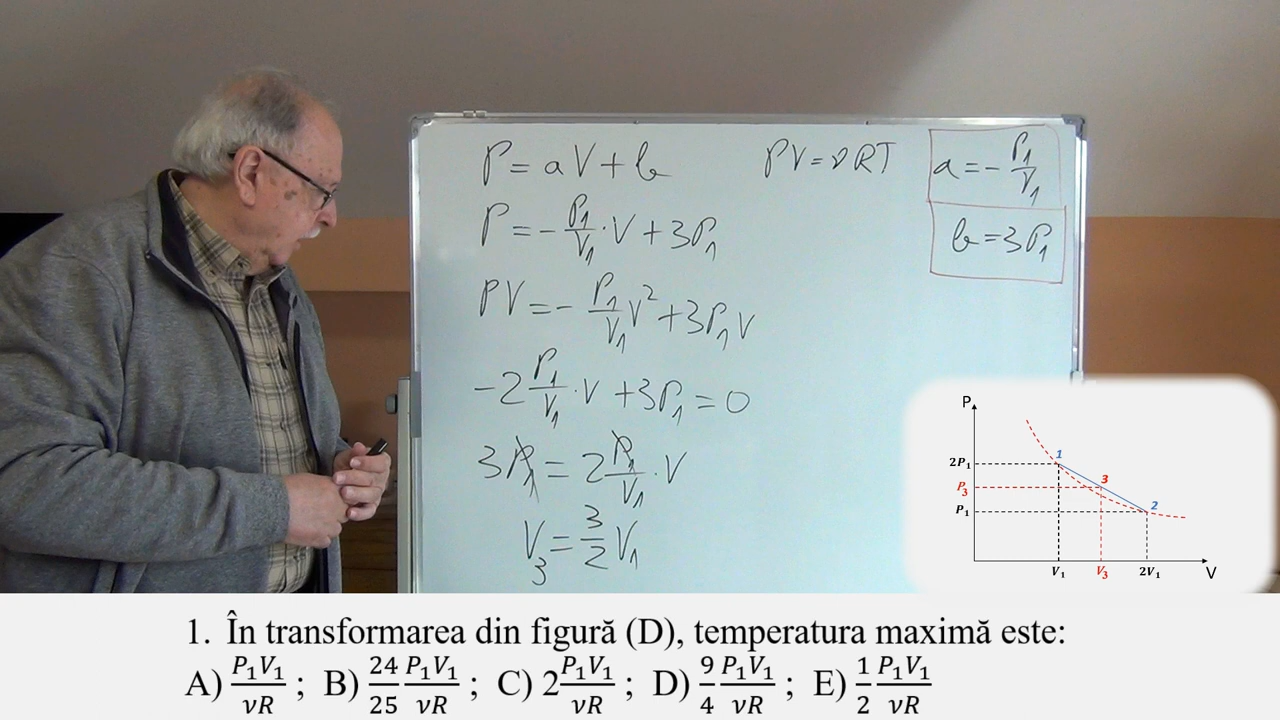 P = aV + b
PV = νRT
a = - P₁/V₁
P = - P₁/V₁ · V + 3P₁
b = 3P₁
PV = - P₁/V₁ V² + 3P₁V
-2 P₁/V₁ · V + 3P₁ = 0
3P₁ = 2 P₁/V₁ · V
V₃ = 3/2 V₁
P
2P₁
P₃
P₁
1
3
2
V₁
V₃
2V₁
V
1. În transformarea din figură (D), temperatura maximă este:
A) P₁V₁/νR ; B) 24/25 P₁V₁/νR ; C) 2 P₁V₁/νR ; D) 9/4 P₁V₁/νR ; E) 1/2 P₁V₁/νR